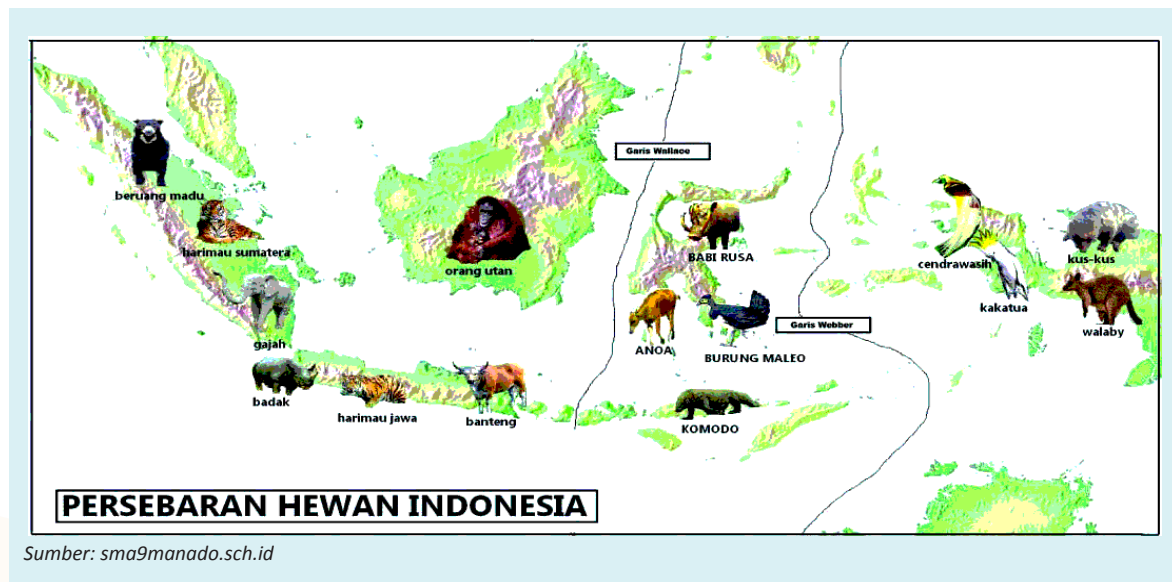 Garis Wallace
beruang madu
harimau sumatera
orang utan
BABI RUSA
cendrawasih
kus-kus
kakatua
walaby
gajah
ANOA
BURUNG MALEO
Garis Webber
badak
harimau jawa
banteng
KOMODO
PERSEBARAN HEWAN INDONESIA
Sumber: sma9manado.sch.id